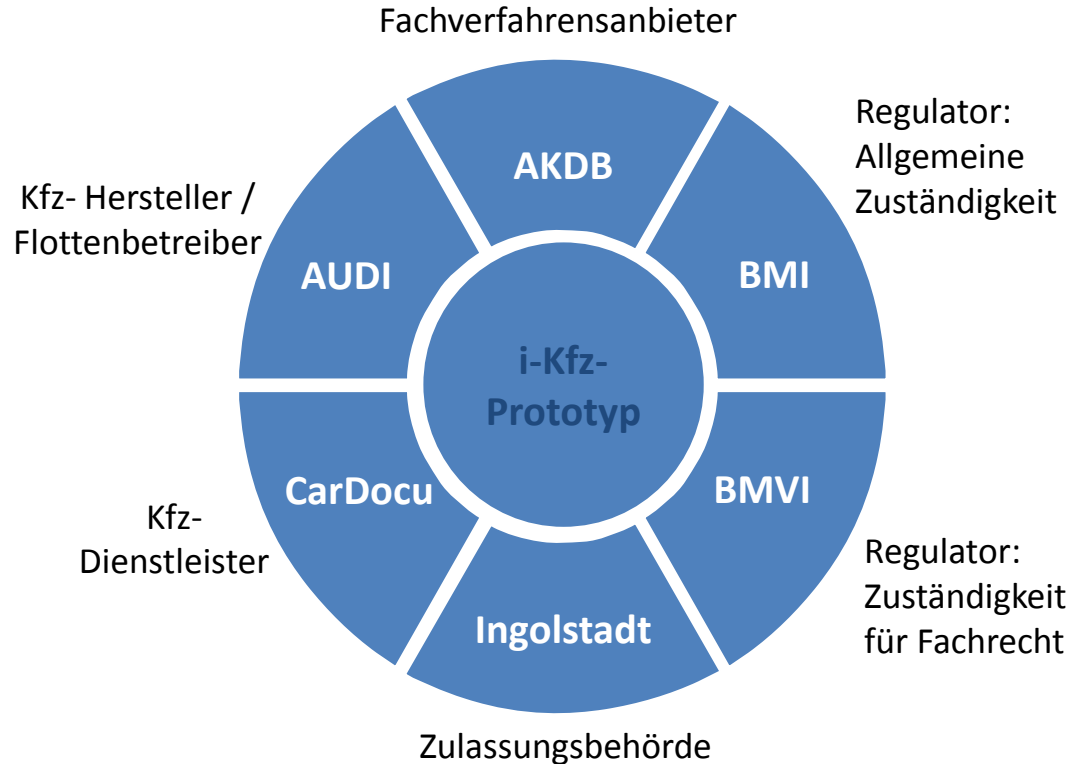 Fachverfahrensanbieter
AKDB
Regulator:
Allgemeine
Zuständigkeit
BMI
Kfz- Hersteller /
Flottenbetreiber
AUDI
i-Kfz-
Prototyp
CarDocu
Kfz-
Dienstleister
BMVI
Regulator:
Zuständigkeit
für Fachrecht
Ingolstadt
Zulassungsbehörde